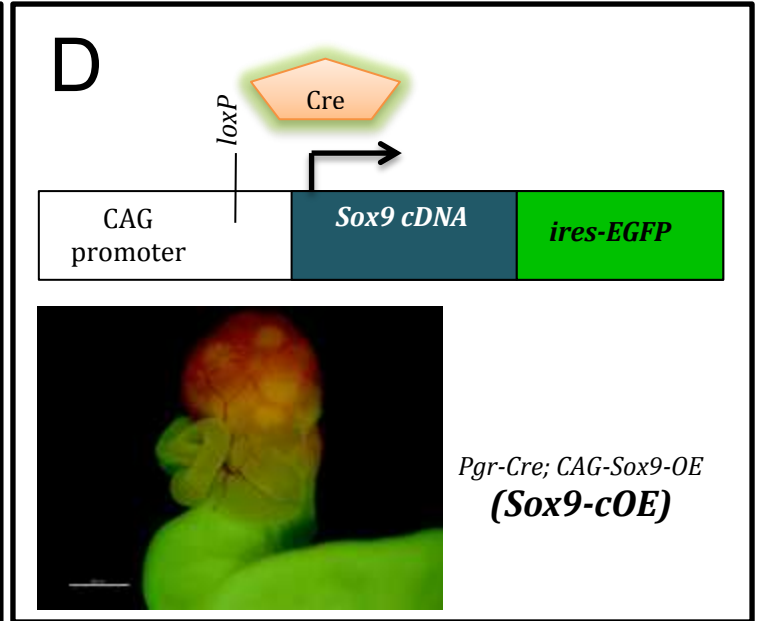 D
Cre
loxP
CAG
promoter
Sox9 cDNA
ires-EGFP
Pgr-Cre; CAG-Sox9-OE
(Sox9-cOE)